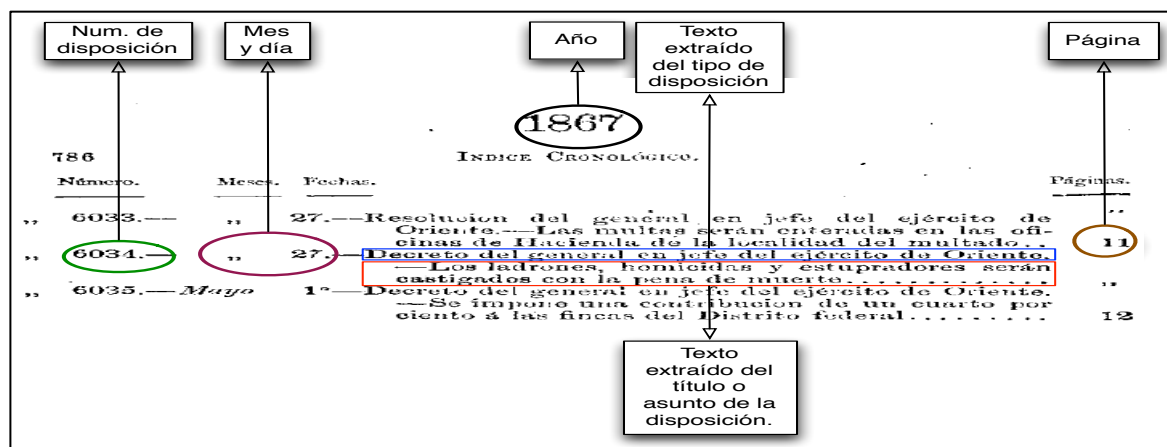 Num. de
disposición
Mes
y día
Año
Texto
extraído
del tipo de
disposición
Página
1867
786
INDICE CRONOLÓGICO.
Número. Meses. Fechas. Páginas.
„ 6033.— „ 27.—Resolucion del general en jefe del ejército de „
Oriente.—Las multas serán enteradas en las ofi-
cinas de Hacienda de la localidad del multado.. 11
„ 6034.— „ 27.—Decreto del general en jefe del ejército de Oriente.
—Los ladrones, homicidas y estupradores serán
castigados con la pena de muerte............. „
„ 6035.—Mayo 1º—Decreto del general en jefe del ejército de Oriente.
—Se impone una contribucion de un cuarto por
ciento á las fincas del Distrito federal......... 12
Texto
extraído del
título o
asunto de la
disposición.